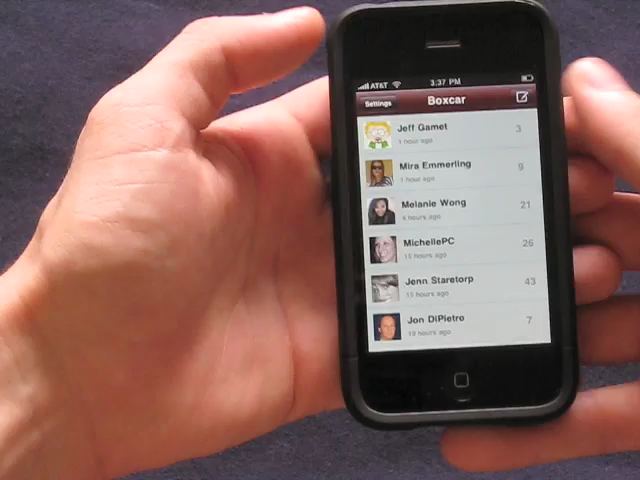 AT&T 3:37 PM
Settings Boxcar
Jeff Gamet 3
1 hour ago
Mira Emmerling 9
1 hour ago
Melanie Wong 21
6 hours ago
MichellePC 26
15 hours ago
Jenn Staretorp 43
15 hours ago
Jon DiPietro 7
19 hours ago